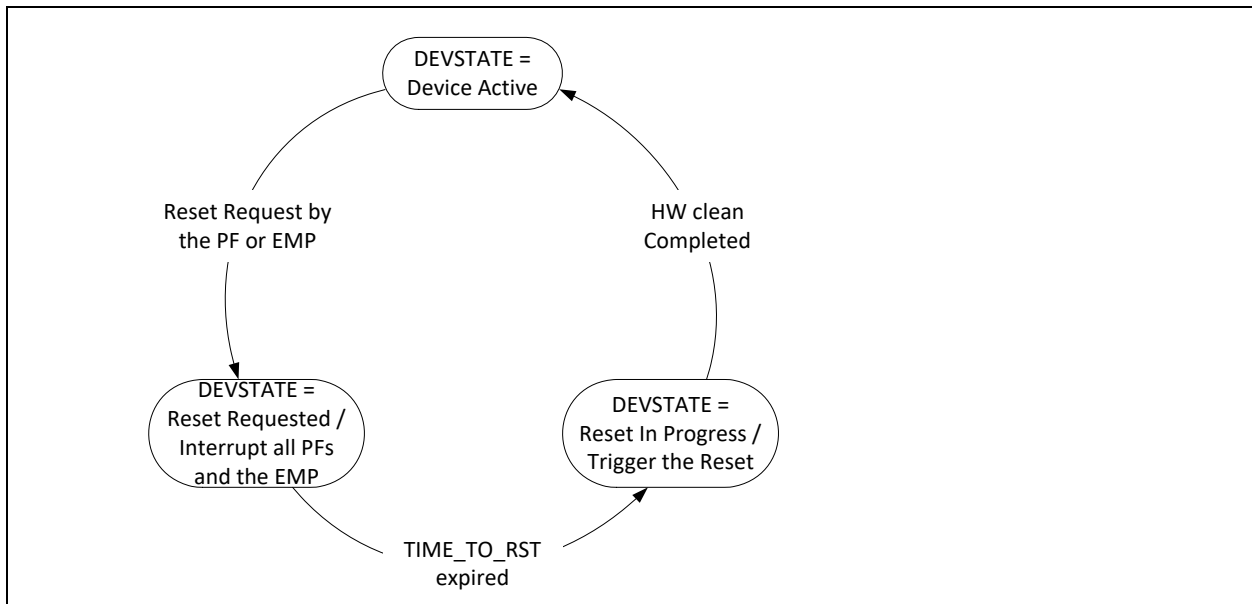 DEVSTATE =
Device Active
Reset Request by
the PF or EMP
HW clean
Completed
DEVSTATE =
Reset Requested /
Interrupt all PFs
and the EMP
DEVSTATE =
Reset In Progress /
Trigger the Reset
TIME_TO_RST
expired